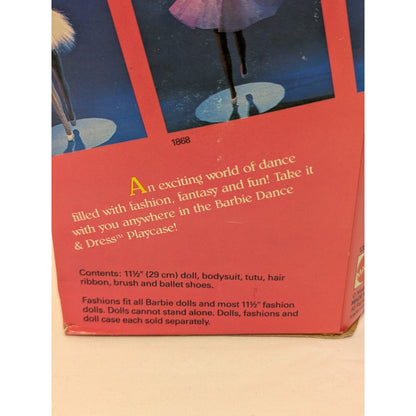 1868
An exciting world of dance
filled with fashion, fantasy and fun! Take it
with you anywhere in the Barbie Dance
& Dress™ Playcase!
Contents: 11½" (29 cm) doll, bodysuit, tutu, hair
ribbon, brush and ballet shoes.
Fashions fit all Barbie dolls and most 11½" fashion
dolls. Dolls cannot stand alone. Dolls, fashions and
doll case each sold separately.